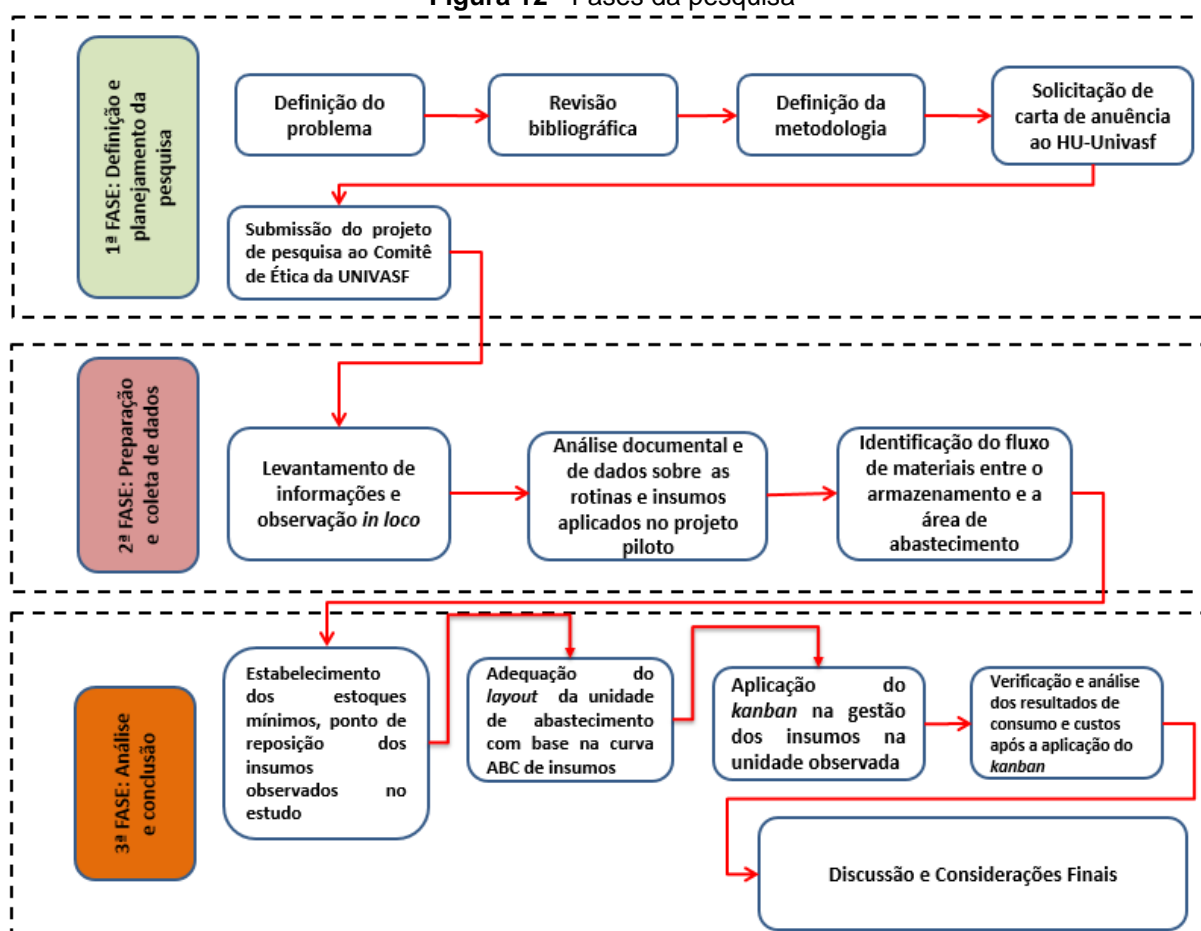 Figura 12 - Fases da pesquisa
1ª FASE: Definição e
planejamento da
pesquisa
Definição do
problema
Revisão
bibliográfica
Definição da
metodologia
Solicitação de
carta de anuência
ao HU-Univasf
Submissão do projeto
de pesquisa ao Comitê
de Ética da UNIVASF
2ª FASE: Preparação
e coleta de dados
Levantamento de
informações e
observação in loco
Análise documental e
de dados sobre as
rotinas e insumos
aplicados no projeto
piloto
Identificação do fluxo
de materiais entre o
armazenamento e a
área de
abastecimento
3ª FASE: Análise
e conclusão
Estabelecimento
dos estoques
mínimos, ponto de
reposição dos
insumos
observados no
estudo
Adequação do
layout da unidade
de abastecimento
com base na curva
ABC de insumos
Aplicação do
kanban na gestão
dos insumos na
unidade observada
Verificação e análise
dos resultados de
consumo e custos
após a aplicação do
kanban
Discussão e Considerações Finais